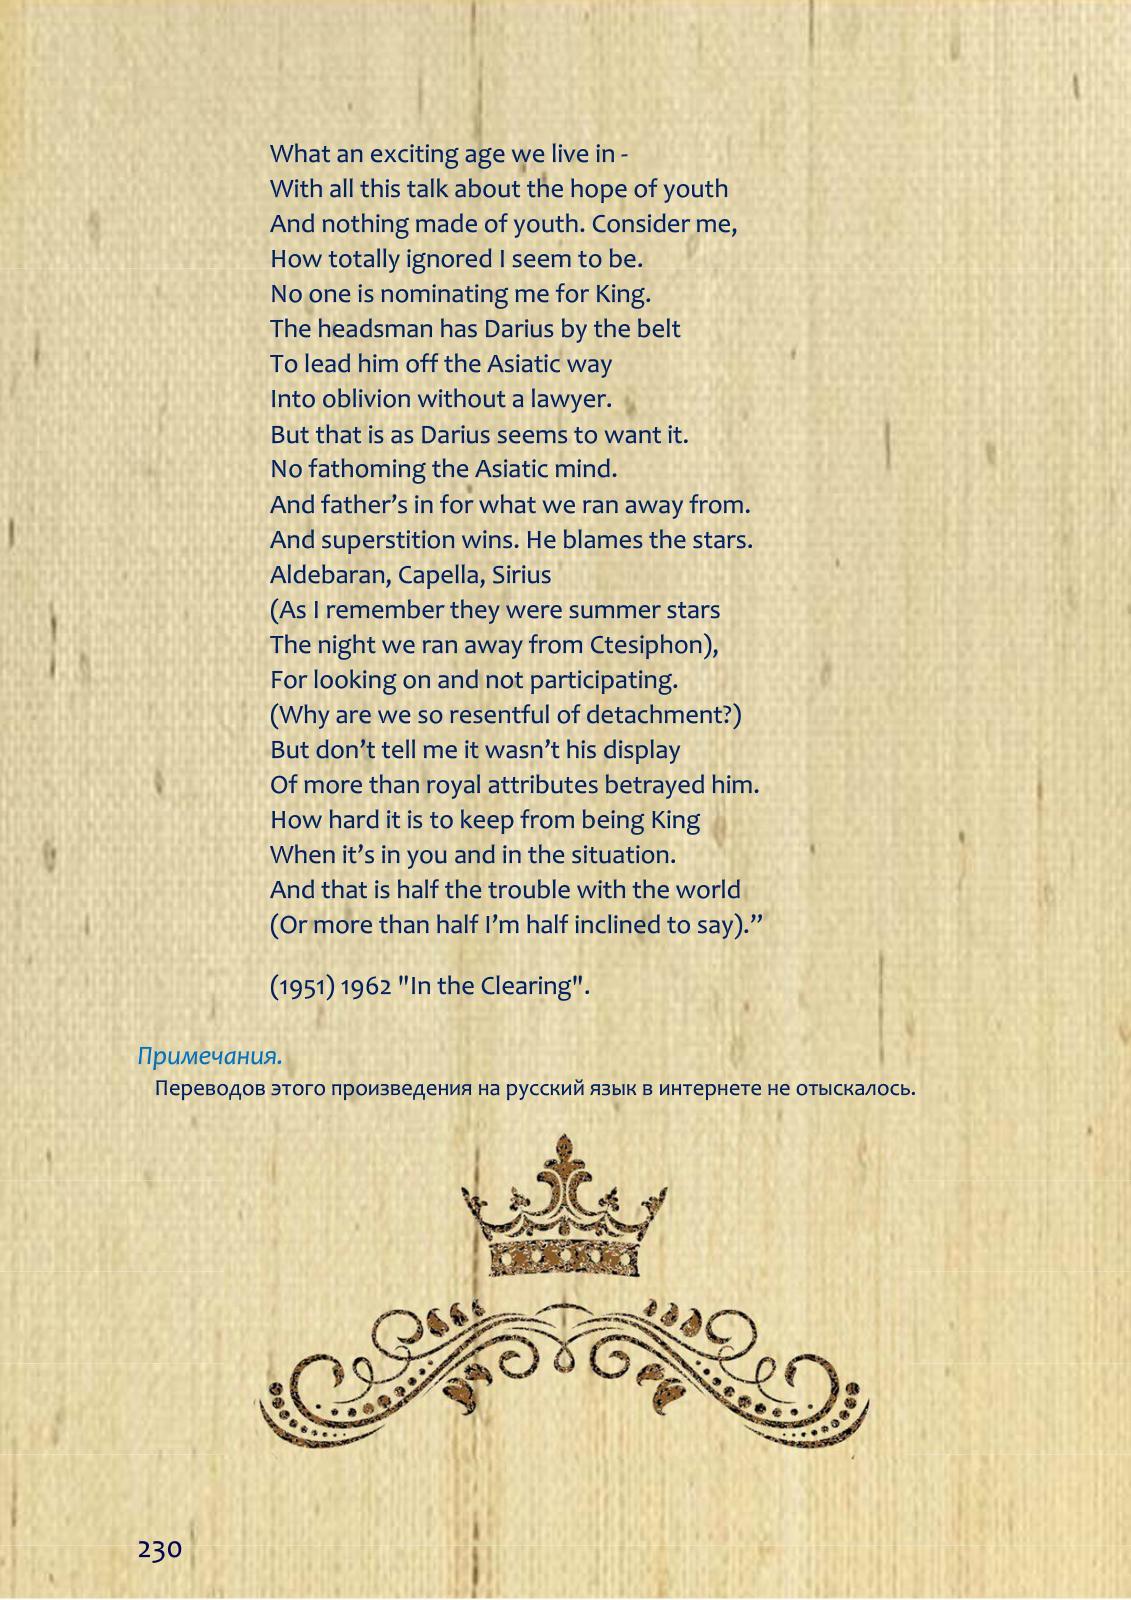 What an exciting age we live in -
With all this talk about the hope of youth
And nothing made of youth. Consider me,
How totally ignored I seem to be.
No one is nominating me for King.
The headsman has Darius by the belt
To lead him off the Asiatic way
Into oblivion without a lawyer.
But that is as Darius seems to want it.
No fathoming the Asiatic mind.
And father’s in for what we ran away from.
And superstition wins. He blames the stars.
Aldebaran, Capella, Sirius
(As I remember they were summer stars
The night we ran away from Ctesiphon),
For looking on and not participating.
(Why are we so resentful of detachment?)
But don’t tell me it wasn’t his display
Of more than royal attributes betrayed him.
How hard it is to keep from being King
When it’s in you and in the situation.
And that is half the trouble with the world
(Or more than half I’m half inclined to say).”
(1951) 1962 "In the Clearing".
Примечания.
Переводов этого произведения на русский язык в интернете не отыскалось.
230